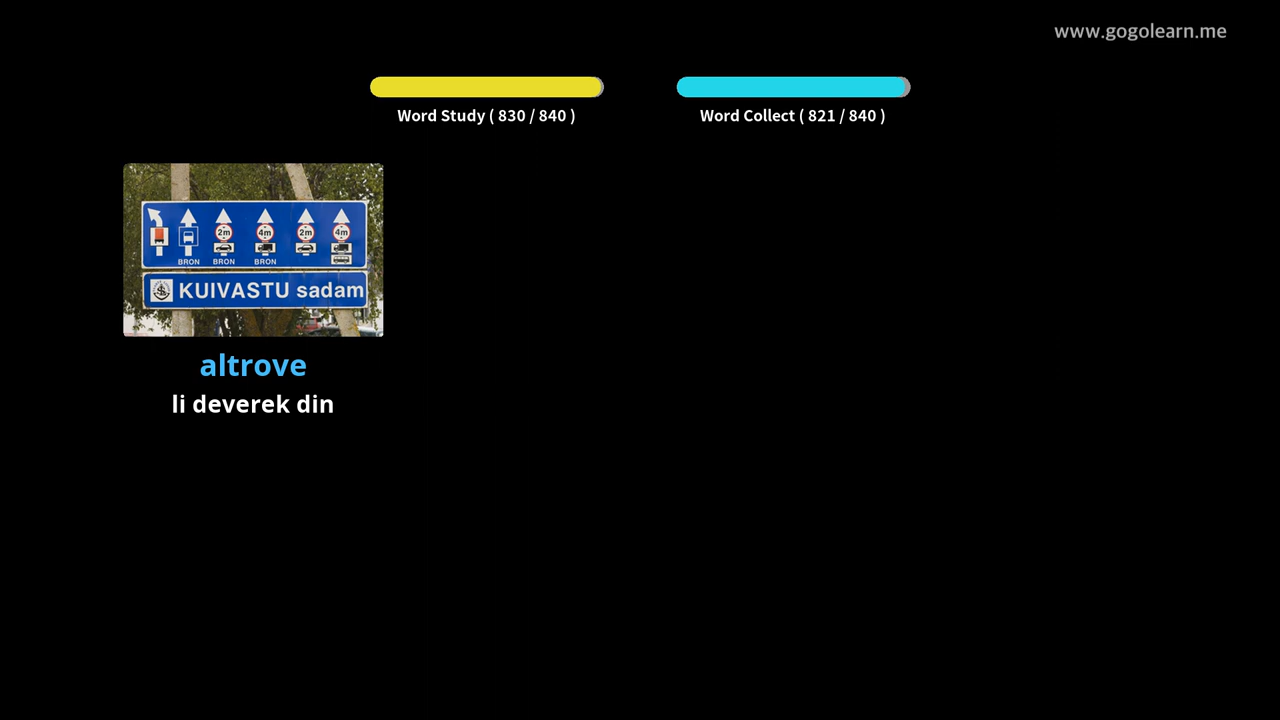 www.gogolearn.me
Word Study ( 830 / 840 )
Word Collect ( 821 / 840 )
2m 4m 2m 4m
BRON BRON BRON
KUIVASTU sadam
altrove
li deverek din